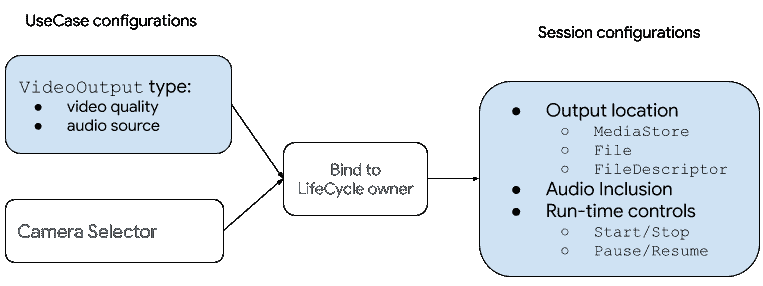 UseCase configurations
VideoOutput type:
● video quality
● audio source
Camera Selector
Bind to
LifeCycle owner
Session configurations
● Output location
○ MediaStore
○ File
○ FileDescriptor
● Audio Inclusion
● Run-time controls
○ Start/Stop
○ Pause/Resume